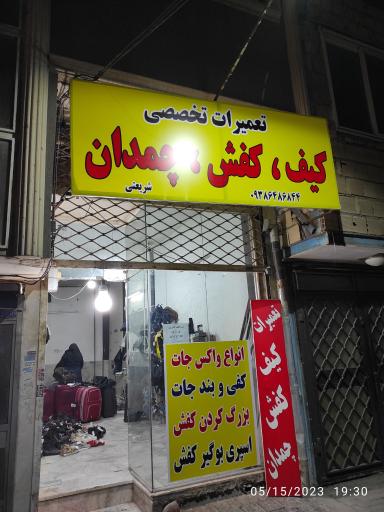 تعمیرات تخصصی
کیف ، کفش ، چمدان
شریعتی
۰۹۳۸۶۴۸۶۸۴۴
انواع واکس جات
کفی و بند جات
بزرگ کردن کفش
اسپری بوگیر کفش
تعمیرات
کیف
کفش
چمدان
05/15/2023 19:30